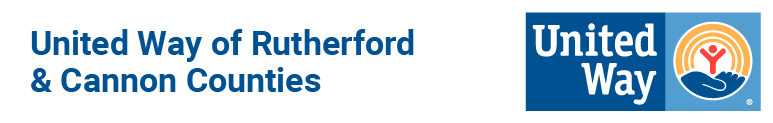 United Way of Rutherford
& Cannon Counties
United
Way
®